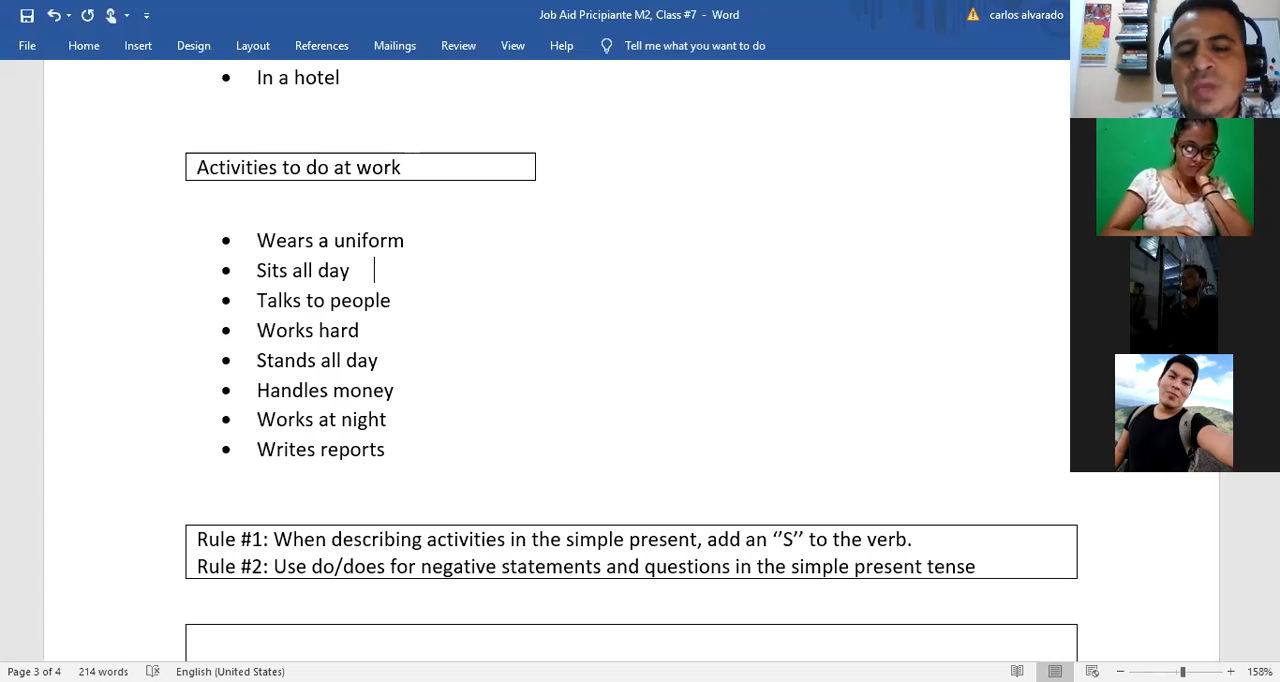 Job Aid Pricipiante M2, Class #7 - Word
carlos alvarado
File Home Insert Design Layout References Mailings Review View Help Tell me what you want to do
• In a hotel
Activities to do at work
• Wears a uniform
• Sits all day
• Talks to people
• Works hard
• Stands all day
• Handles money
• Works at night
• Writes reports
Rule #1: When describing activities in the simple present, add an ‘’S’’ to the verb.
Rule #2: Use do/does for negative statements and questions in the simple present tense
Page 3 of 4 214 words English (United States) 158%